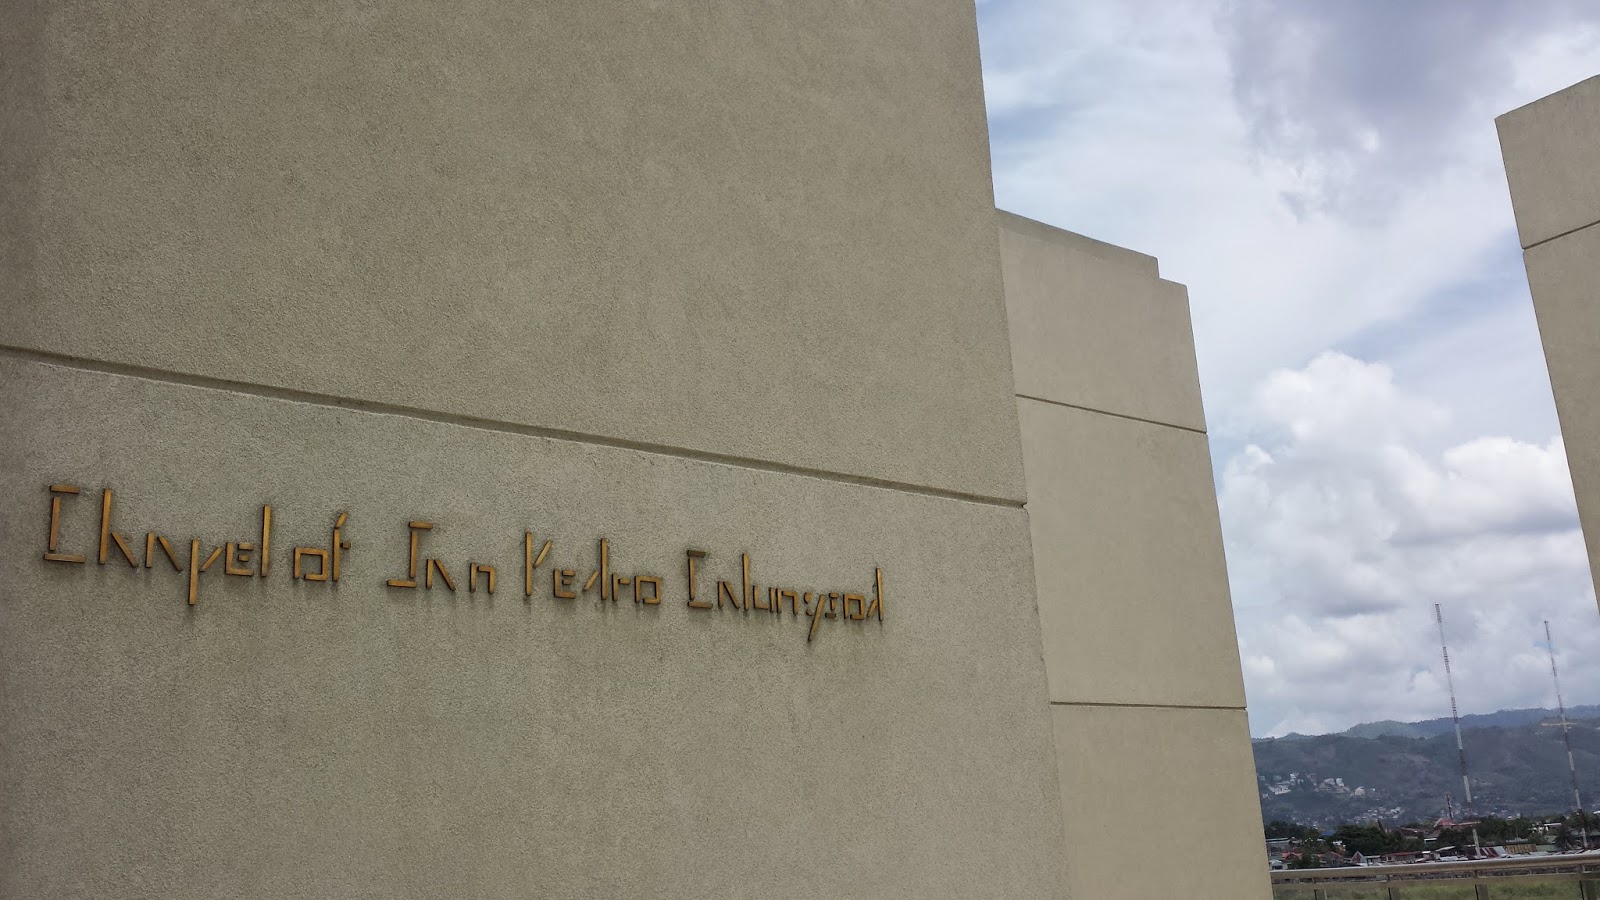 Chapel of San Pedro Calungsod